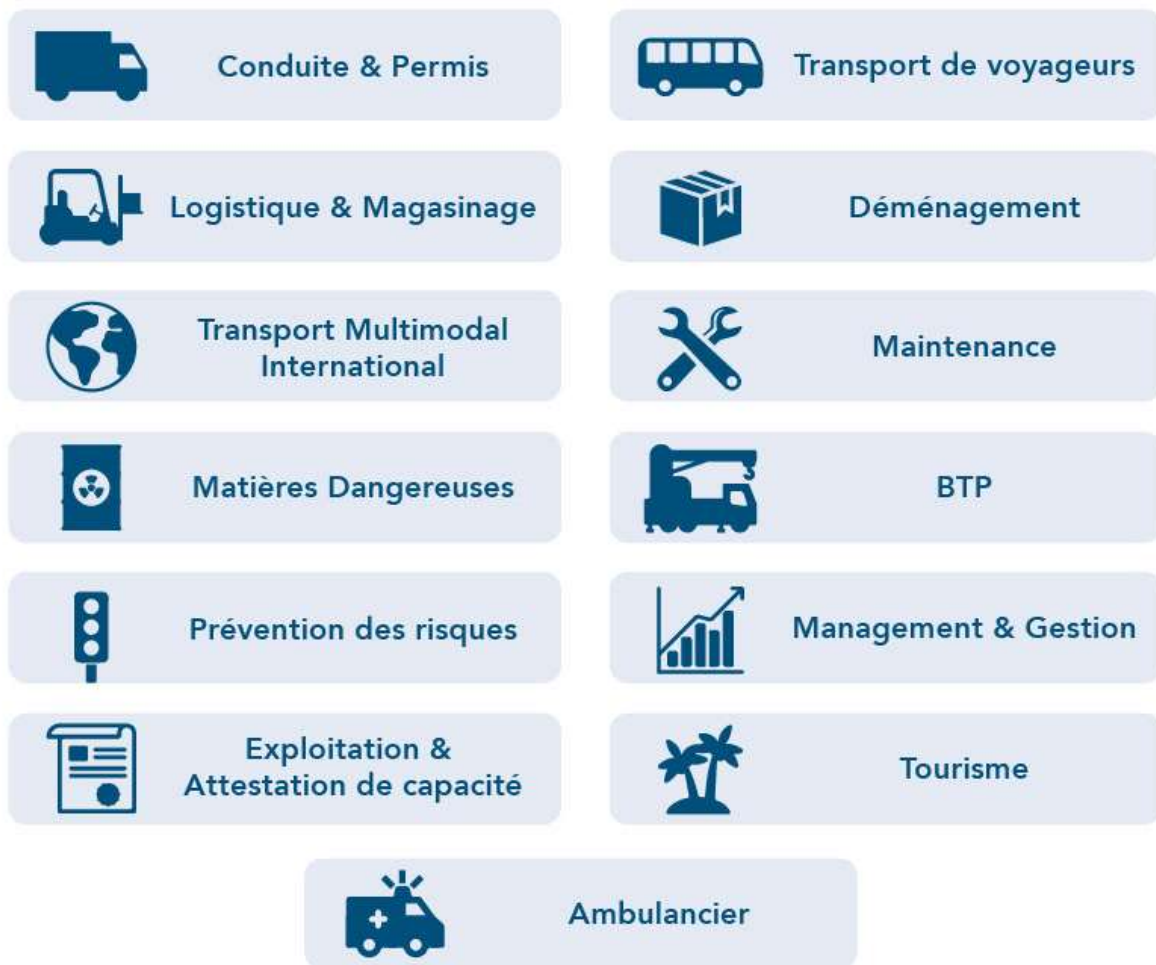 Conduite & Permis
Transport de voyageurs
Logistique & Magasinage
Déménagement
Transport Multimodal
International
Maintenance
Matières Dangereuses
BTP
Prévention des risques
Management & Gestion
Exploitation &
Attestation de capacité
Tourisme
Ambulancier